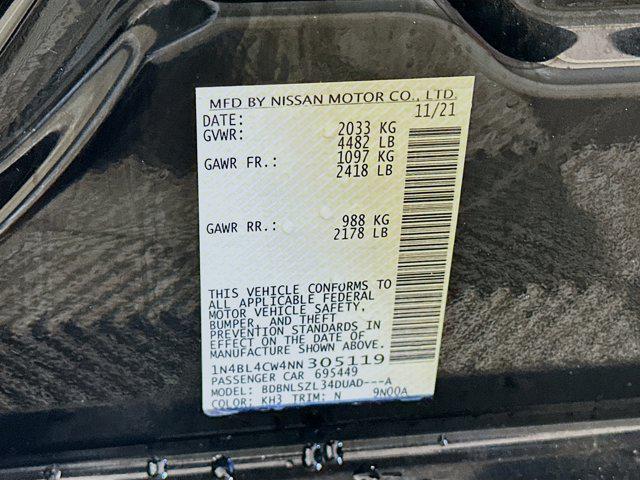 MFD BY NISSAN MOTOR CO., LTD.
DATE: 11/21
GVWR: 2033 KG
4482 LB
GAWR FR.: 1097 KG
2418 LB
GAWR RR.: 988 KG
2178 LB
THIS VEHICLE CONFORMS TO
ALL APPLICABLE FEDERAL
MOTOR VEHICLE SAFETY,
BUMPER, AND THEFT
PREVENTION STANDARDS IN
EFFECT ON THE DATE OF
MANUFACTURE SHOWN ABOVE.
1N4BL4CW4NN305119
PASSENGER CAR 695449
MODEL: BDBNLSZL34DUAD---A
COLOR: KH3 TRIM: N 9N00A